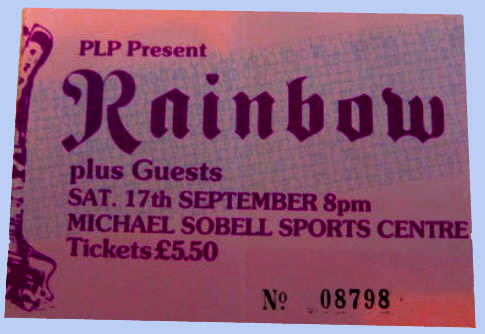 PLP Present
Rainbow
plus Guests
SAT. 17th SEPTEMBER 8pm
MICHAEL SOBELL SPORTS CENTRE
Tickets £5.50
Nº 08798